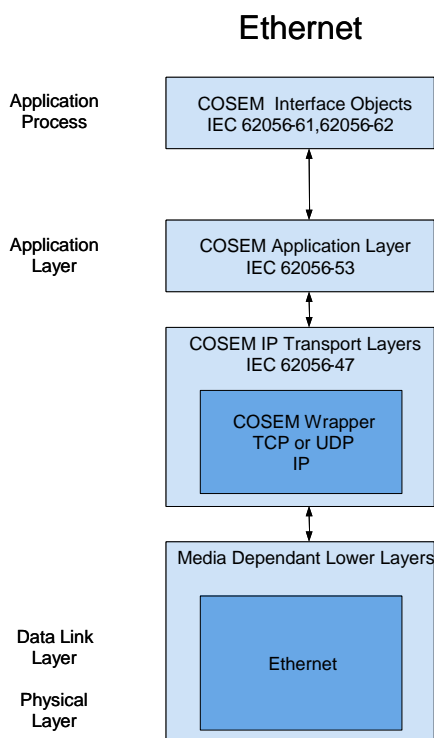 Ethernet
Application
Process
COSEM Interface Objects
IEC 62056-61,62056-62
Application
Layer
COSEM Application Layer
IEC 62056-53
COSEM IP Transport Layers
IEC 62056-47
COSEM Wrapper
TCP or UDP
IP
Media Dependant Lower Layers
Data Link
Layer
Ethernet
Physical
Layer